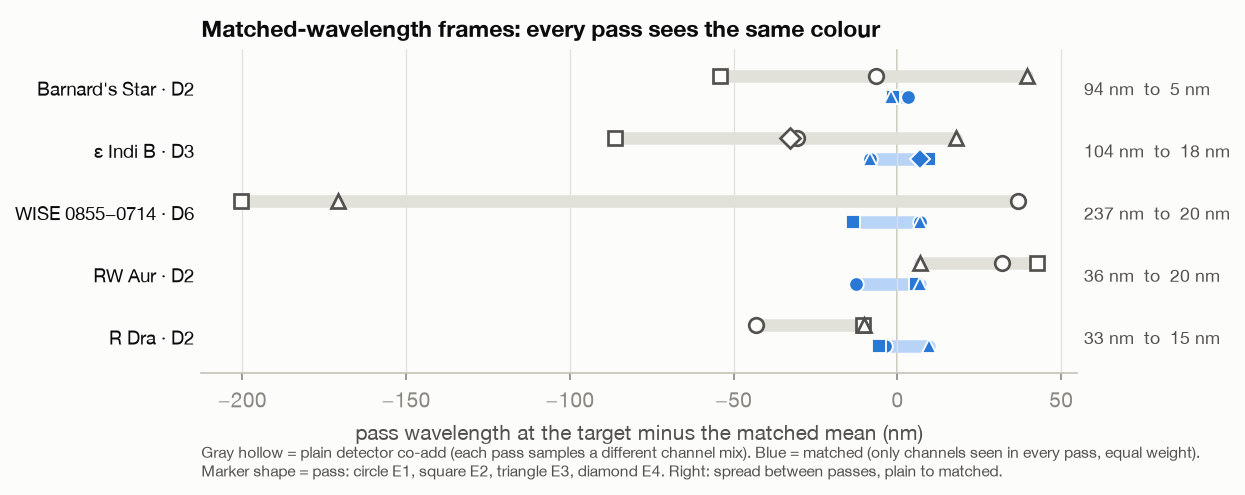 Matched-wavelength frames: every pass sees the same colour
Barnard's Star · D2
94 nm to 5 nm
ε Indi B · D3
104 nm to 18 nm
WISE 0855−0714 · D6
237 nm to 20 nm
RW Aur · D2
36 nm to 20 nm
R Dra · D2
33 nm to 15 nm
−200 −150 −100 −50 0 50
pass wavelength at the target minus the matched mean (nm)
Gray hollow = plain detector co-add (each pass samples a different channel mix). Blue = matched (only channels seen in every pass, equal weight).
Marker shape = pass: circle E1, square E2, triangle E3, diamond E4. Right: spread between passes, plain to matched.